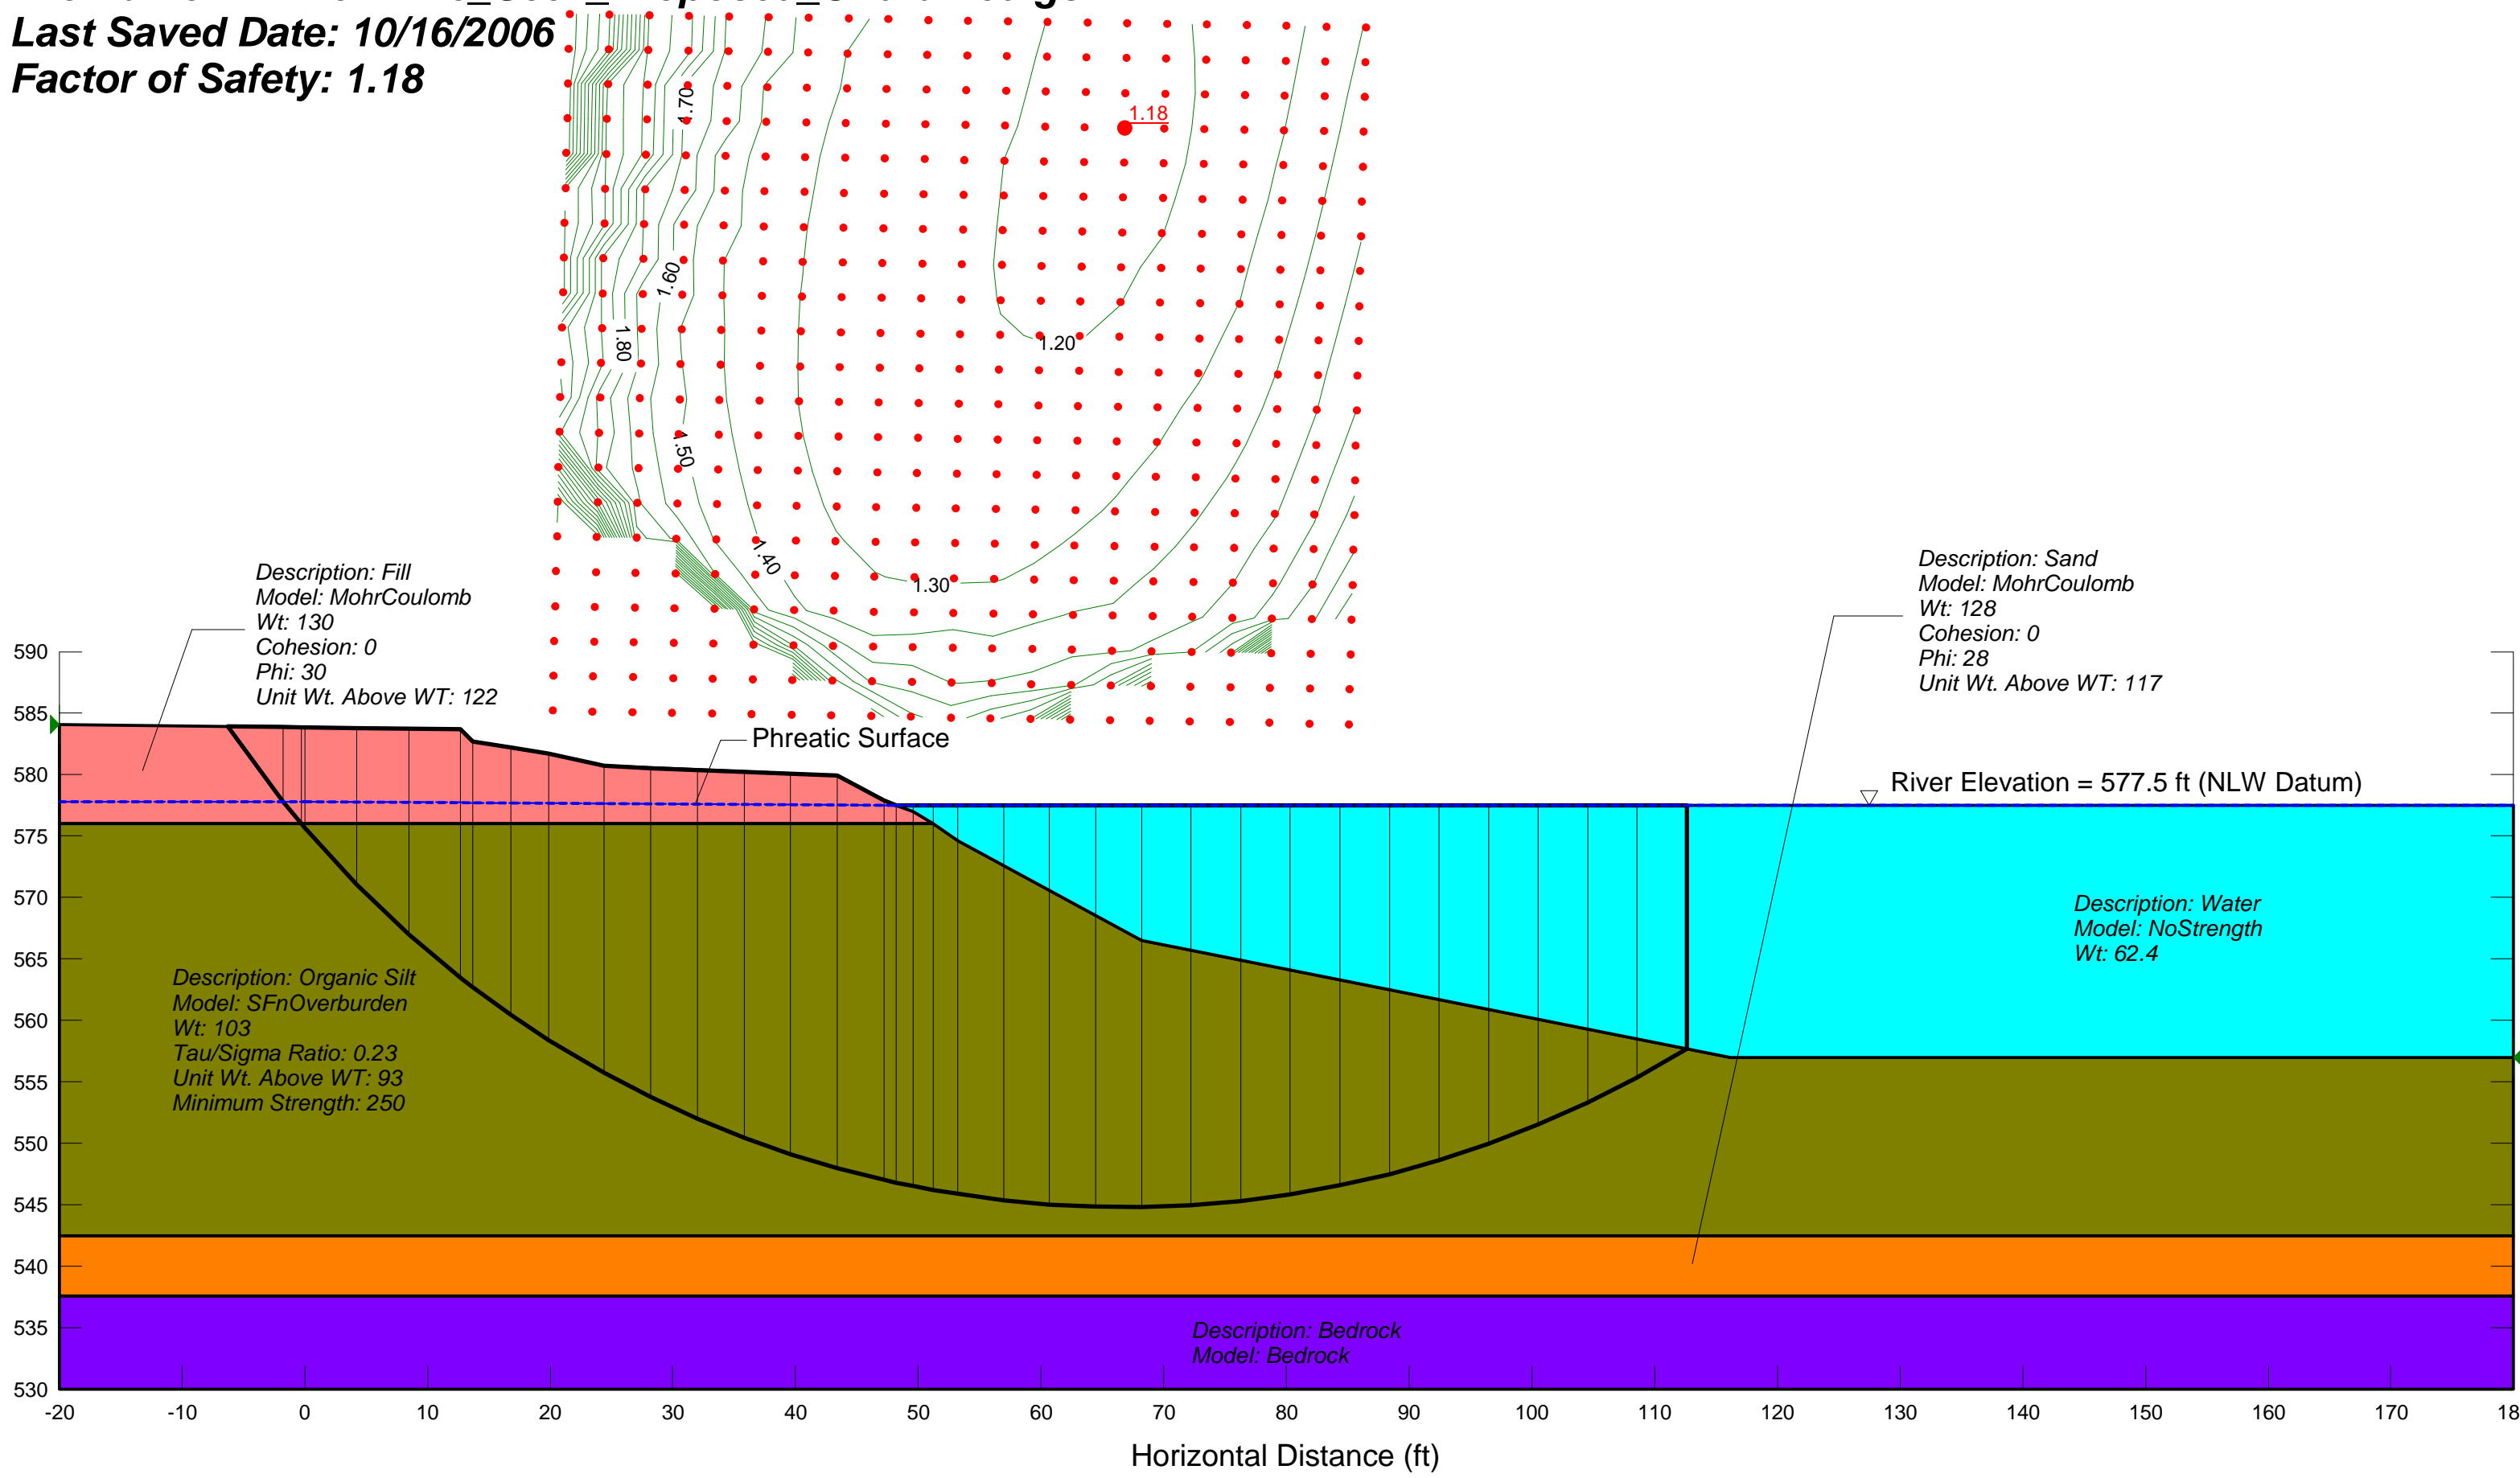 Last Saved Date: 10/16/2006
Factor of Safety: 1.18
1.18
1.70
1.60
1.80
1.20
1.50
1.40
1.30
Description: Fill
Model: MohrCoulomb
Wt: 130
Cohesion: 0
Phi: 30
Unit Wt. Above WT: 122
Description: Sand
Model: MohrCoulomb
Wt: 128
Cohesion: 0
Phi: 28
Unit Wt. Above WT: 117
Phreatic Surface
River Elevation = 577.5 ft (NLW Datum)
Description: Water
Model: NoStrength
Wt: 62.4
Description: Organic Silt
Model: SFnOverburden
Wt: 103
Tau/Sigma Ratio: 0.23
Unit Wt. Above WT: 93
Minimum Strength: 250
Description: Bedrock
Model: Bedrock
590
585
580
575
570
565
560
555
550
545
540
535
530
-20 -10 0 10 20 30 40 50 60 70 80 90 100 110 120 130 140 150 160 170 18
Horizontal Distance (ft)